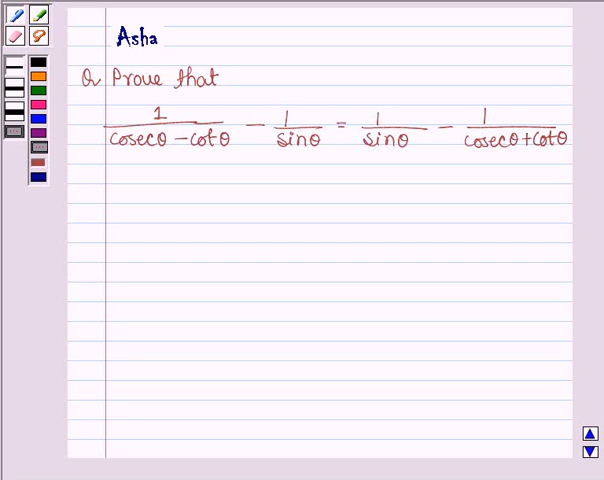 Asha
Q Prove that
1/(cosecθ - cotθ) - 1/sinθ = 1/sinθ - 1/(cosecθ+cotθ)